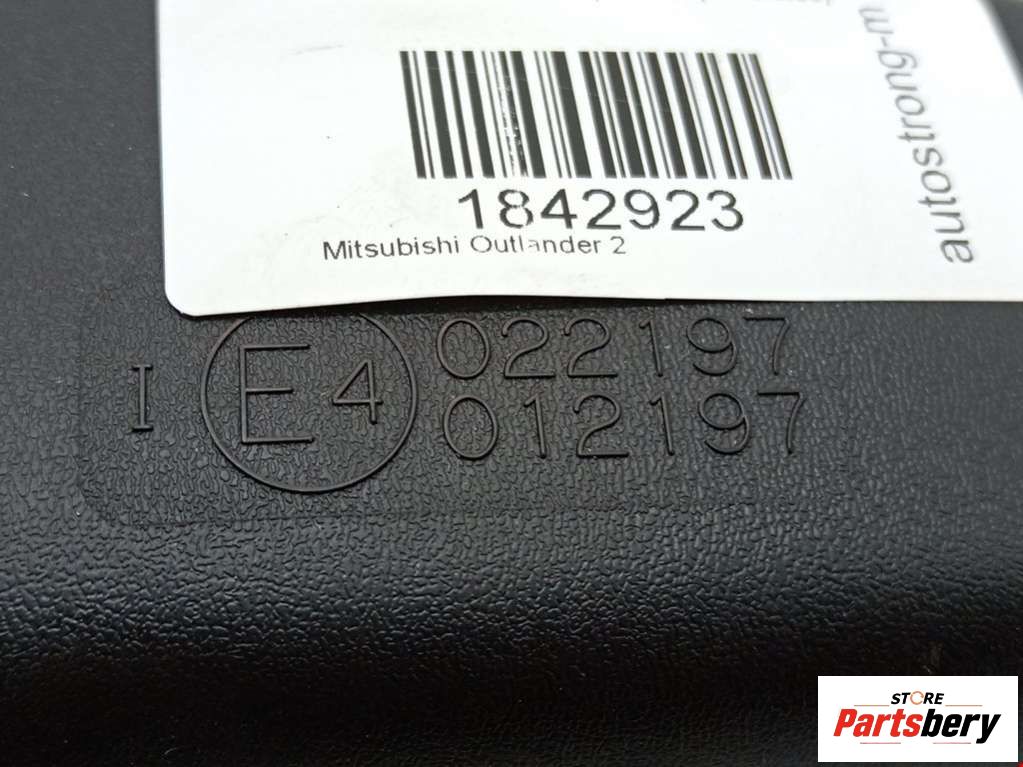 1842923
Mitsubishi Outlander 2
autostrong-m
I E4 022197
012197
STORE
Partsbery